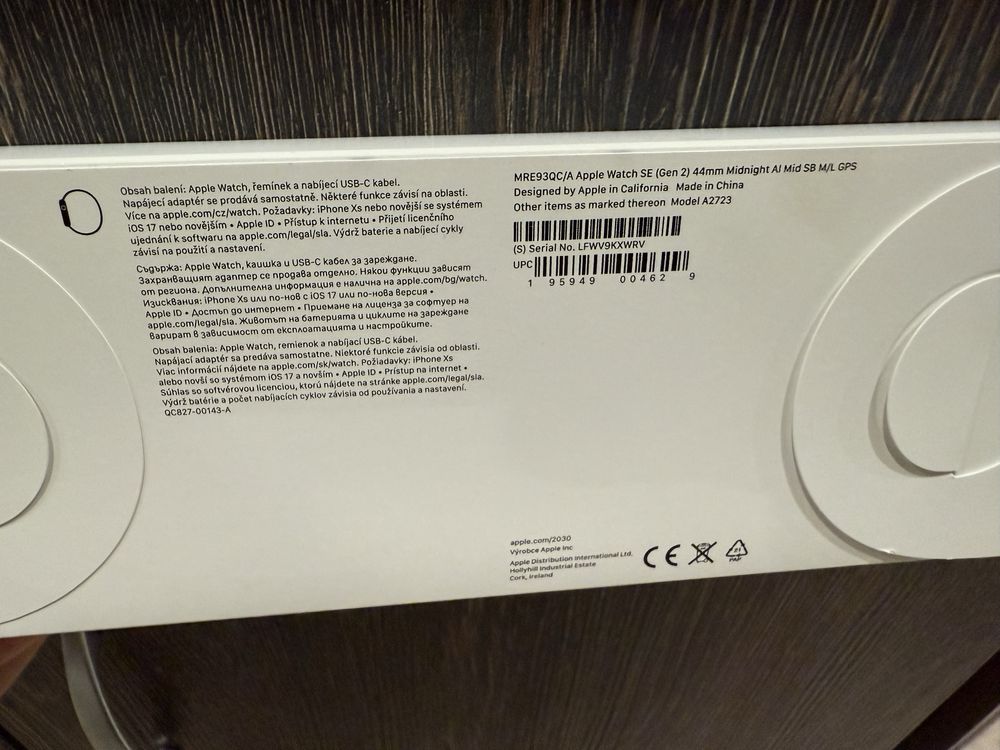 Obsah balení: Apple Watch, řemínek a nabíjecí USB-C kabel.
Napájecí adaptér se prodává samostatně. Některé funkce závisí na oblasti.
Více na apple.com/cz/watch. Požadavky: iPhone Xs nebo novější se systémem
iOS 17 nebo novějším • Apple ID • Přístup k internetu • Přijetí licenčního
ujednání k softwaru na apple.com/legal/sla. Výdrž baterie a nabíjecí cykly
závisí na použití a nastavení.
Съдържа: Apple Watch, каишка и USB-C кабел за зареждане.
Захранващият адаптер се продава отделно. Някои функции зависят
от региона. Допълнителна информация е налична на apple.com/bg/watch.
Изисквания: iPhone Xs или по-нов с iOS 17 или по-нова версия •
Apple ID • Достъп до интернет • Приемане на лиценза за софтуер на
apple.com/legal/sla. Животът на батерията и циклите на зареждане
варират в зависимост от експлоатацията и настройките.
Obsah balenia: Apple Watch, remienok a nabíjací USB-C kábel.
Napájací adaptér sa predáva samostatne. Niektoré funkcie závisia od oblasti.
Viac informácií nájdete na apple.com/sk/watch. Požiadavky: iPhone Xs
alebo novší so systémom iOS 17 a novším • Apple ID • Prístup na internet •
Súhlas so softvérovou licenciou, ktorú nájdete na stránke apple.com/legal/sla.
Výdrž batérie a počet nabíjacích cyklov závisia od používania a nastavení.
QC827-00143-A
MRE93QC/A Apple Watch SE (Gen 2) 44mm Midnight Al Mid SB M/L GPS
Designed by Apple in California Made in China
Other items as marked thereon Model A2723
(S) Serial No. LFWV9KXWRV
UPC
1 95949 00462 9
apple.com/2030
Výrobce Apple Inc
Apple Distribution International Ltd.
Hollyhill Industrial Estate
Cork, Ireland
CE
21
PAP